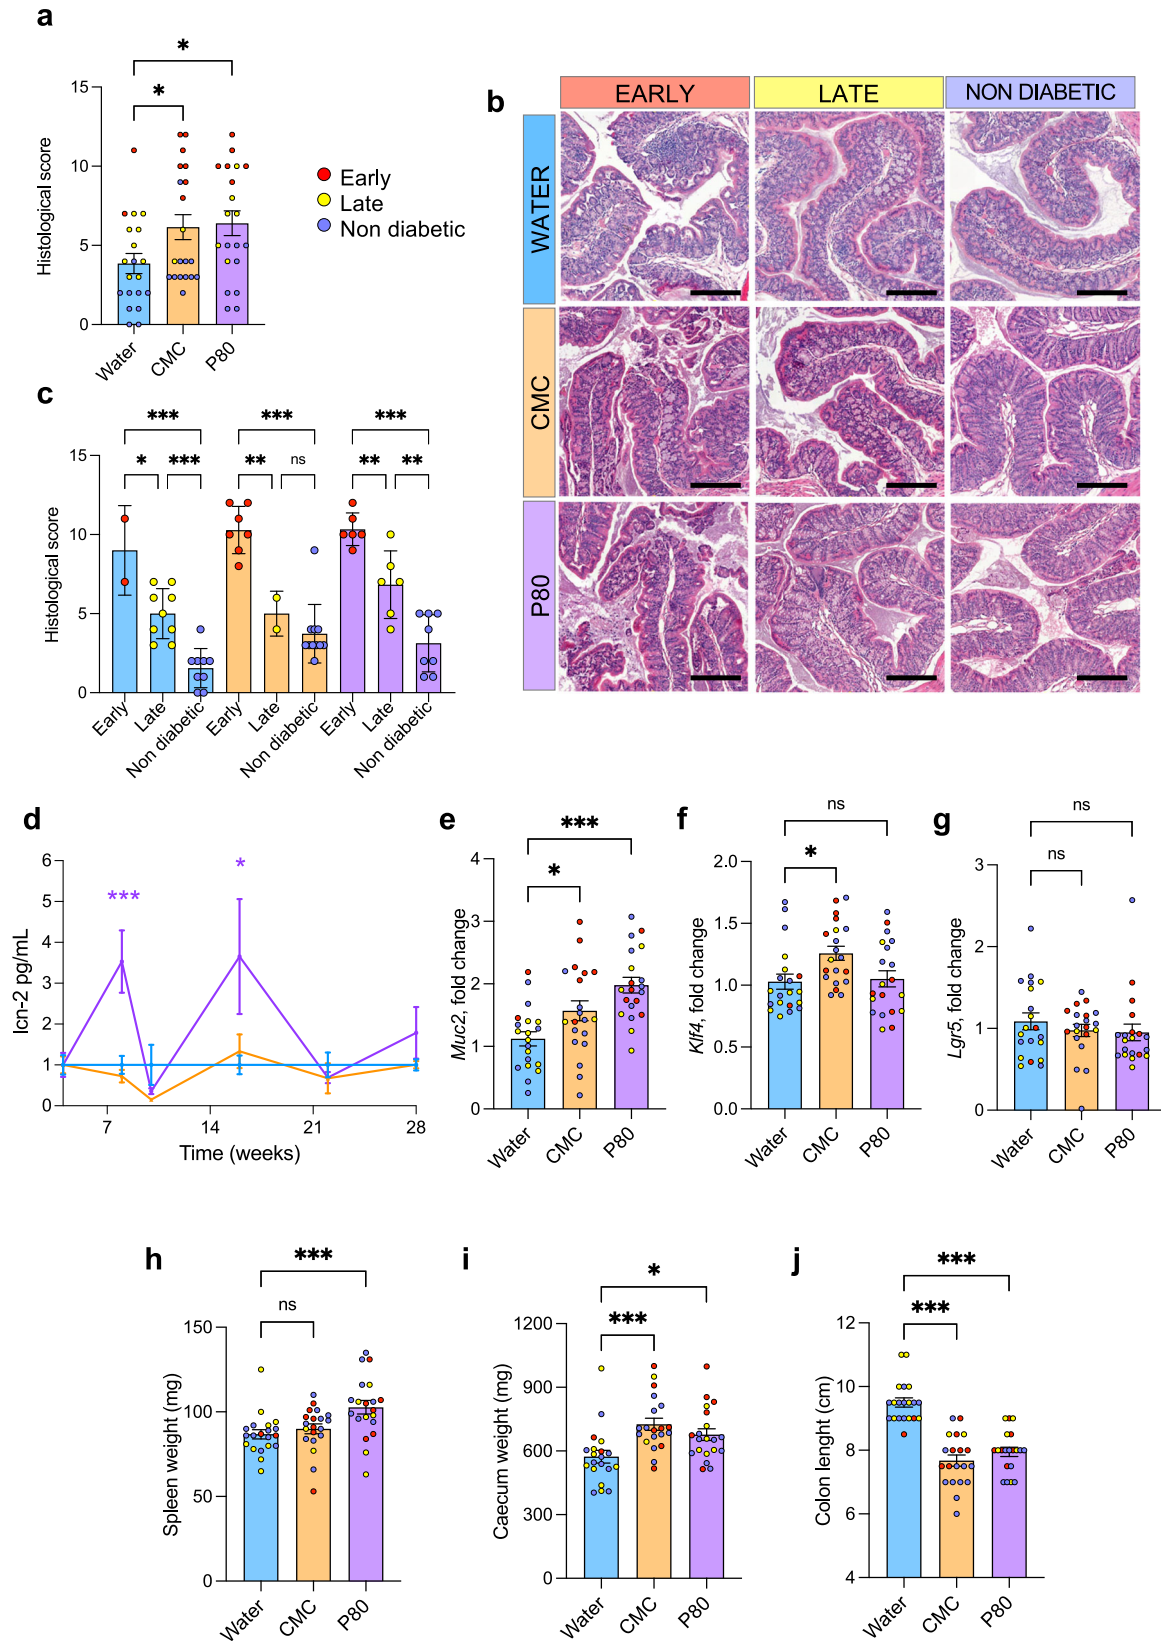 a
*
*
15
10
5
0
Histological score
Water
CMC
P80
Early
Late
Non diabetic
b
EARLY
LATE
NON DIABETIC
WATER
CMC
P80
c
***
***
***
*
***
**
ns
**
**
15
10
5
0
Histological score
Early
Late
Non diabetic
Early
Late
Non diabetic
Early
Late
Non diabetic
d
6
5
4
3
2
1
0
lcn-2 pg/mL
***
*
7
14
21
28
Time (weeks)
e
***
*
4
3
2
1
0
Muc2, fold change
Water
CMC
P80
f
ns
*
2.0
1.5
1.0
0.5
0.0
Klf4, fold change
Water
CMC
P80
g
ns
ns
3
2
1
0
Lgr5, fold change
Water
CMC
P80
h
***
ns
150
100
50
0
Spleen weight (mg)
Water
CMC
P80
i
*
***
1200
900
600
300
0
Caecum weight (mg)
Water
CMC
P80
j
***
***
12
10
8
6
4
Colon lenght (cm)
Water
CMC
P80